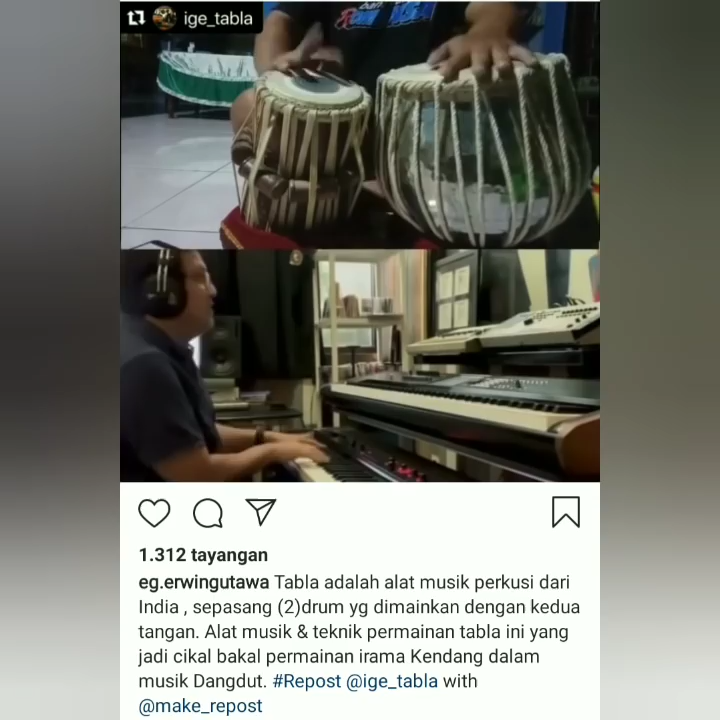 ige_tabla
1.312 tayangan
eg.erwingutawa Tabla adalah alat musik perkusi dari
India , sepasang (2)drum yg dimainkan dengan kedua
tangan. Alat musik & teknik permainan tabla ini yang
jadi cikal bakal permainan irama Kendang dalam
musik Dangdut. #Repost @ige_tabla with
@make_repost